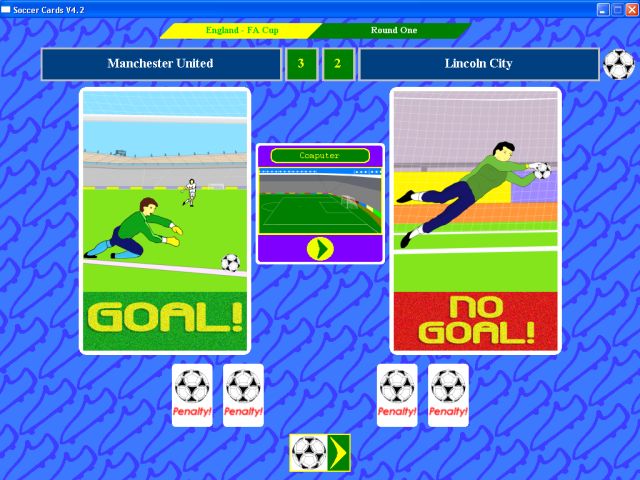 Soccer Cards V4.2
England - FA Cup
Round One
Manchester United
3
2
Lincoln City
Computer
GOAL!
NO
GOAL!
Penalty!
Penalty!
Penalty!
Penalty!